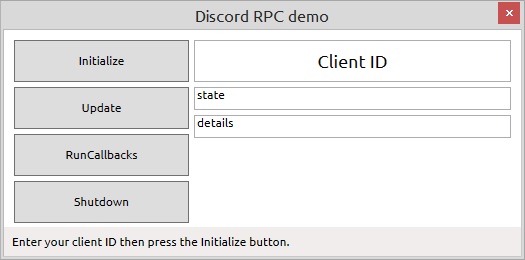 Discord RPC demo
Initialize
Client ID
Update
state
details
RunCallbacks
Shutdown
Enter your client ID then press the Initialize button.